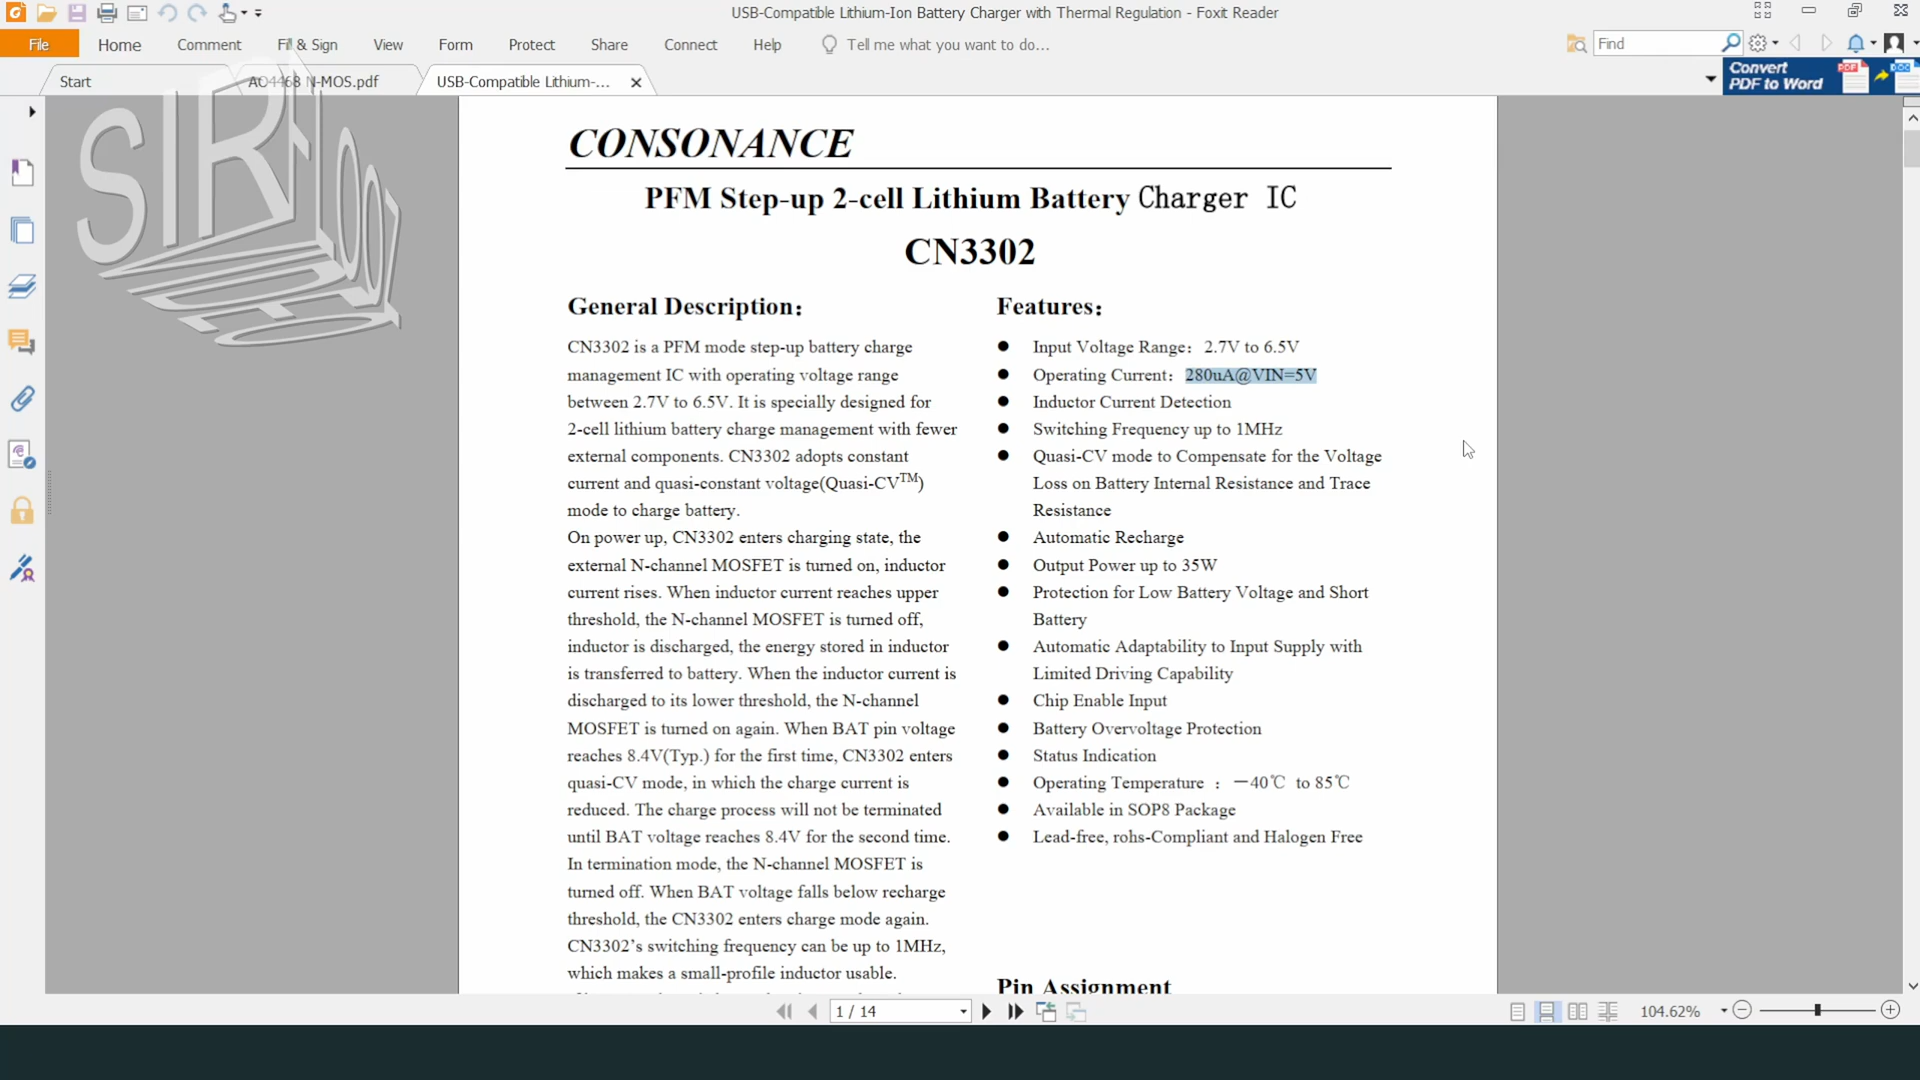 USB-Compatible Lithium-Ion Battery Charger with Thermal Regulation - Foxit Reader
File Home Comment Fill & Sign View Form Protect Share Connect Help Tell me what you want to do... Find
Start AO4468 N-MOS.pdf USB-Compatible Lithium-...
Convert
PDF to Word
CONSONANCE
PFM Step-up 2-cell Lithium Battery Charger IC
CN3302
General Description：
CN3302 is a PFM mode step-up battery charge
management IC with operating voltage range
between 2.7V to 6.5V. It is specially designed for
2-cell lithium battery charge management with fewer
external components. CN3302 adopts constant
current and quasi-constant voltage(Quasi-CV™)
mode to charge battery.
On power up, CN3302 enters charging state, the
external N-channel MOSFET is turned on, inductor
current rises. When inductor current reaches upper
threshold, the N-channel MOSFET is turned off,
inductor is discharged, the energy stored in inductor
is transferred to battery. When the inductor current is
discharged to its lower threshold, the N-channel
MOSFET is turned on again. When BAT pin voltage
reaches 8.4V(Typ.) for the first time, CN3302 enters
quasi-CV mode, in which the charge current is
reduced. The charge process will not be terminated
until BAT voltage reaches 8.4V for the second time.
In termination mode, the N-channel MOSFET is
turned off. When BAT voltage falls below recharge
threshold, the CN3302 enters charge mode again.
CN3302's switching frequency can be up to 1MHz,
which makes a small-profile inductor usable.
Features：
● Input Voltage Range：2.7V to 6.5V
● Operating Current：280uA@VIN=5V
● Inductor Current Detection
● Switching Frequency up to 1MHz
● Quasi-CV mode to Compensate for the Voltage
Loss on Battery Internal Resistance and Trace
Resistance
● Automatic Recharge
● Output Power up to 35W
● Protection for Low Battery Voltage and Short
Battery
● Automatic Adaptability to Input Supply with
Limited Driving Capability
● Chip Enable Input
● Battery Overvoltage Protection
● Status Indication
● Operating Temperature ：－40℃ to 85℃
● Available in SOP8 Package
● Lead-free, rohs-Compliant and Halogen Free
Pin Assignment
1 / 14
104.62%